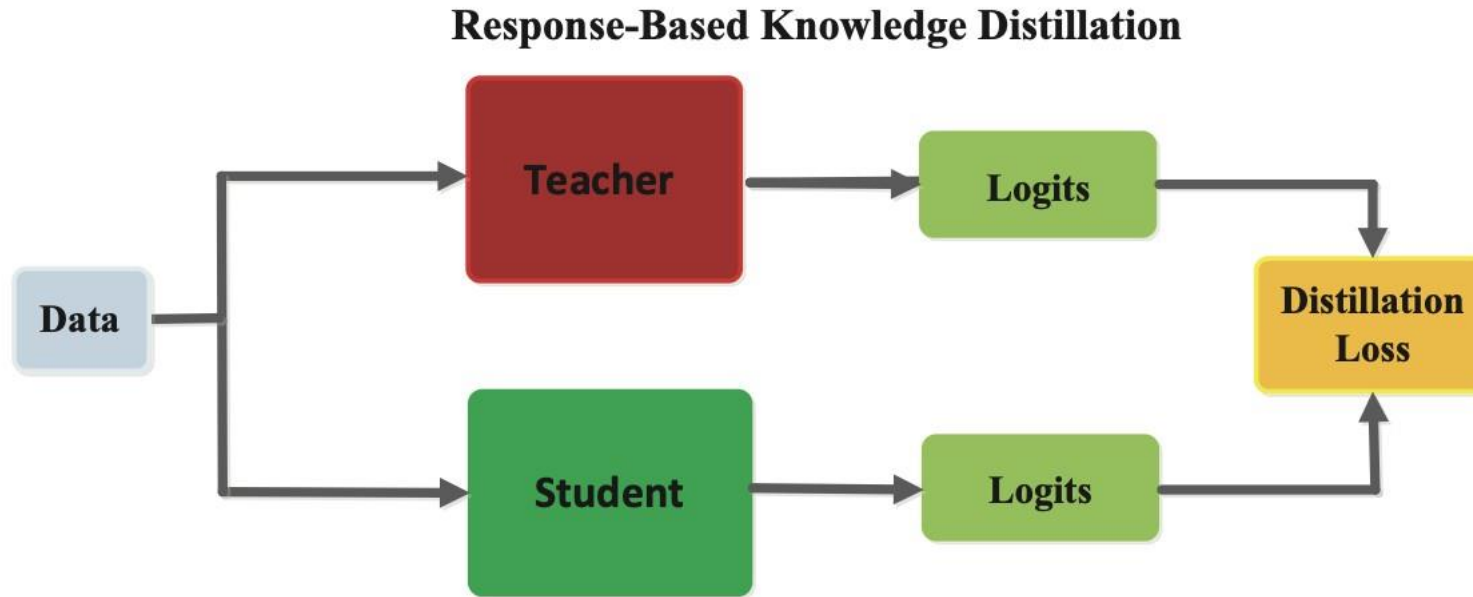 Response-Based Knowledge Distillation
Teacher
Logits
Data
Distillation
Loss
Student
Logits